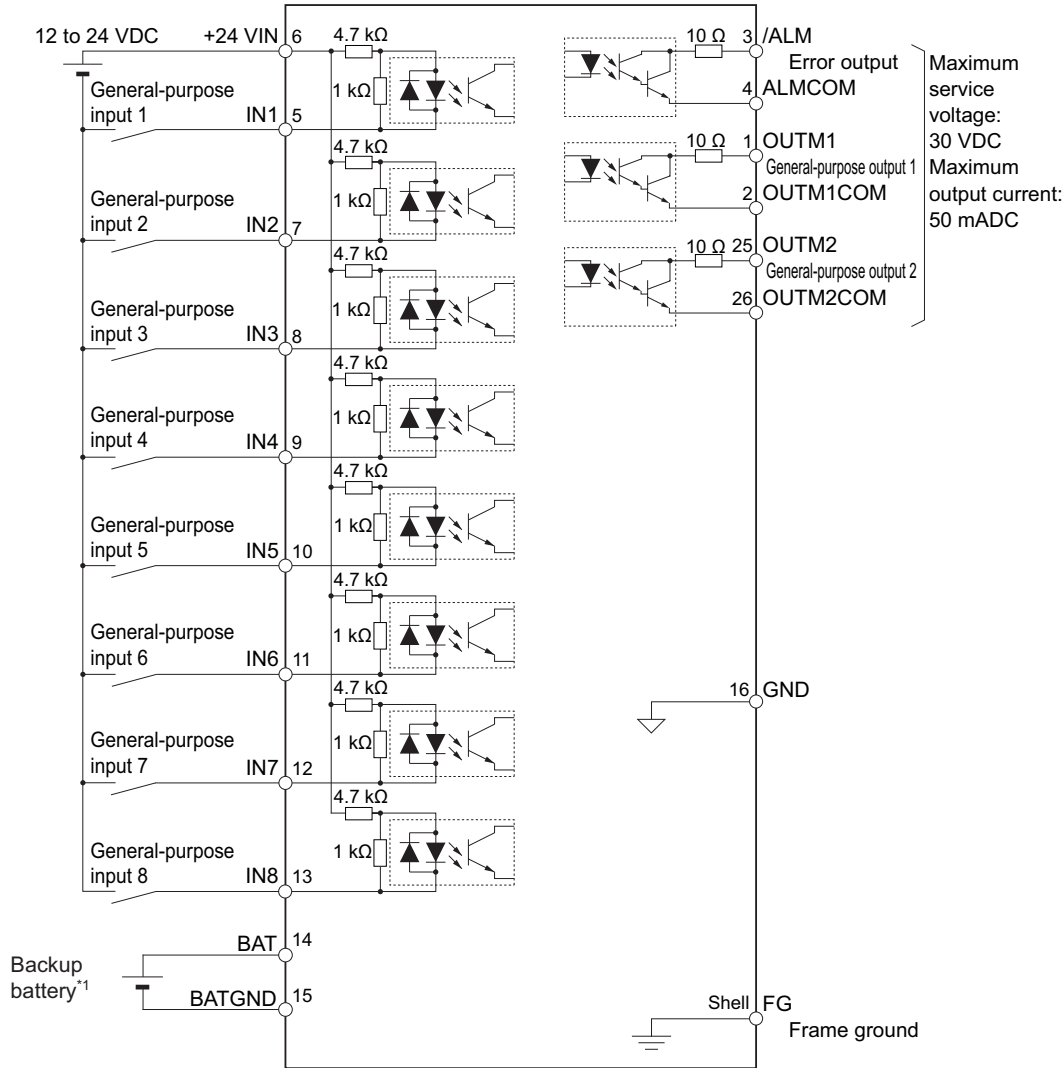 12 to 24 VDC
+24 VIN
6
4.7 kΩ
1 kΩ
General-purpose
input 1
IN1
5
4.7 kΩ
1 kΩ
General-purpose
input 2
IN2
7
4.7 kΩ
1 kΩ
General-purpose
input 3
IN3
8
4.7 kΩ
1 kΩ
General-purpose
input 4
IN4
9
4.7 kΩ
1 kΩ
General-purpose
input 5
IN5
10
4.7 kΩ
1 kΩ
General-purpose
input 6
IN6
11
4.7 kΩ
1 kΩ
General-purpose
input 7
IN7
12
4.7 kΩ
1 kΩ
General-purpose
input 8
IN8
13
BAT
14
Backup
battery*1
BATGND
15
10 Ω
3
/ALM
Error output
4
ALMCOM
10 Ω
1
OUTM1
General-purpose output 1
2
OUTM1COM
10 Ω
25
OUTM2
General-purpose output 2
26
OUTM2COM
Maximum
service
voltage:
30 VDC
Maximum
output current:
50 mADC
16
GND
Shell
FG
Frame ground